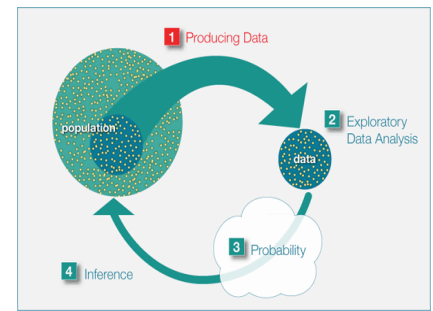 1 Producing Data
population
2 Exploratory
Data Analysis
data
3 Probability
4 Inference